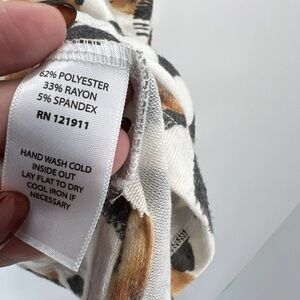 62% POLYESTER
33% RAYON
5% SPANDEX
RN 121911
HAND WASH COLD
INSIDE OUT
LAY FLAT TO DRY
COOL IRON IF
NECESSARY